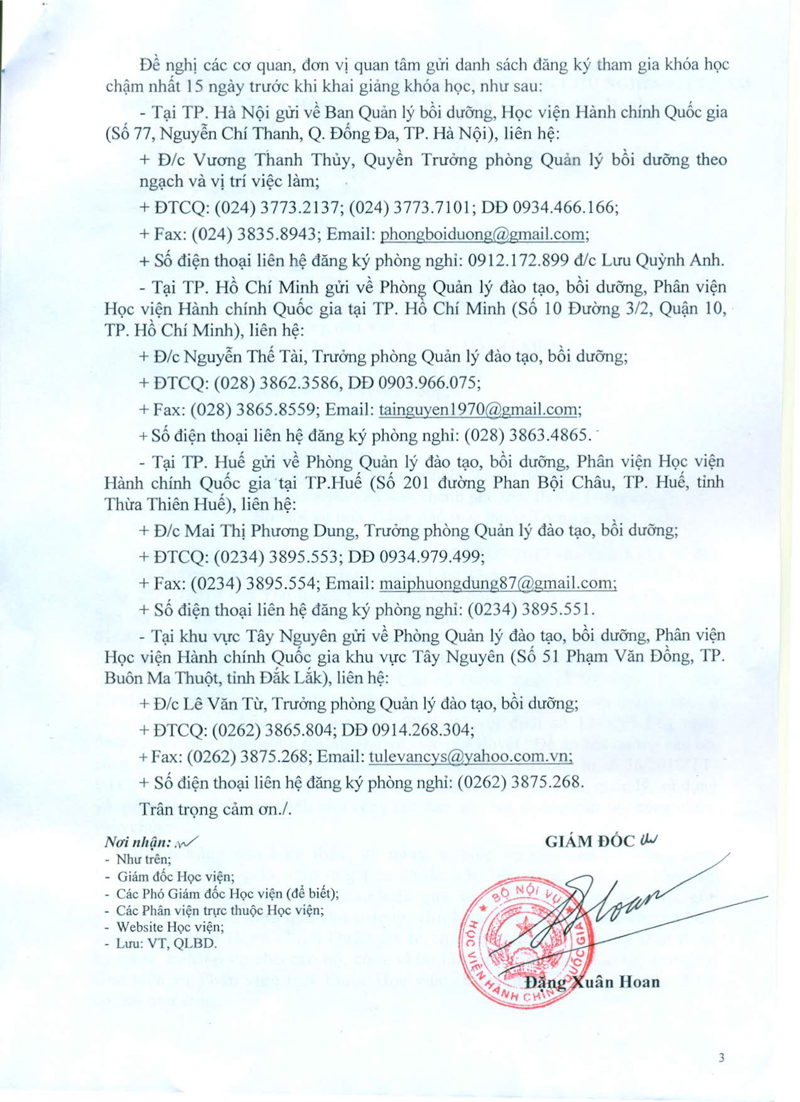 Đề nghị các cơ quan, đơn vị quan tâm gửi danh sách đăng ký tham gia khóa học
chậm nhất 15 ngày trước khi khai giảng khóa học, như sau:
- Tại TP. Hà Nội gửi về Ban Quản lý bồi dưỡng, Học viện Hành chính Quốc gia
(Số 77, Nguyễn Chí Thanh, Q. Đống Đa, TP. Hà Nội), liên hệ:
+ Đ/c Vương Thanh Thủy, Quyền Trưởng phòng Quản lý bồi dưỡng theo
ngạch và vị trí việc làm;
+ ĐTCQ: (024) 3773.2137; (024) 3773.7101; DĐ 0934.466.166;
+ Fax: (024) 3835.8943; Email: phongboiduong@gmail.com;
+ Số điện thoại liên hệ đăng ký phòng nghỉ: 0912.172.899 đ/c Lưu Quỳnh Anh.
- Tại TP. Hồ Chí Minh gửi về Phòng Quản lý đào tạo, bồi dưỡng, Phân viện
Học viện Hành chính Quốc gia tại TP. Hồ Chí Minh (Số 10 Đường 3/2, Quận 10,
TP. Hồ Chí Minh), liên hệ:
+ Đ/c Nguyễn Thế Tài, Trưởng phòng Quản lý đào tạo, bồi dưỡng;
+ ĐTCQ: (028) 3862.3586, DĐ 0903.966.075;
+ Fax: (028) 3865.8559; Email: tainguyen1970@gmail.com;
+ Số điện thoại liên hệ đăng ký phòng nghỉ: (028) 3863.4865.
- Tại TP. Huế gửi về Phòng Quản lý đào tạo, bồi dưỡng, Phân viện Học viện
Hành chính Quốc gia tại TP.Huế (Số 201 đường Phan Bội Châu, TP. Huế, tỉnh
Thừa Thiên Huế), liên hệ:
+ Đ/c Mai Thị Phương Dung, Trưởng phòng Quản lý đào tạo, bồi dưỡng;
+ ĐTCQ: (0234) 3895.553; DĐ 0934.979.499;
+ Fax: (0234) 3895.554; Email: maiphuongdung87@gmail.com;
+ Số điện thoại liên hệ đăng ký phòng nghỉ: (0234) 3895.551.
- Tại khu vực Tây Nguyên gửi về Phòng Quản lý đào tạo, bồi dưỡng, Phân viện
Học viện Hành chính Quốc gia khu vực Tây Nguyên (Số 51 Phạm Văn Đồng, TP.
Buôn Ma Thuột, tỉnh Đắk Lắk), liên hệ:
+ Đ/c Lê Văn Từ, Trưởng phòng Quản lý đào tạo, bồi dưỡng;
+ ĐTCQ: (0262) 3865.804; DĐ 0914.268.304;
+ Fax: (0262) 3875.268; Email: tulevancys@yahoo.com.vn;
+ Số điện thoại liên hệ đăng ký phòng nghỉ: (0262) 3875.268.
Trân trọng cảm ơn./.
Nơi nhận:
- Như trên;
- Giám đốc Học viện;
- Các Phó Giám đốc Học viện (để biết);
- Các Phân viện trực thuộc Học viện;
- Website Học viện;
- Lưu: VT, QLBD.
GIÁM ĐỐC
BỘ NỘI VỤ
HỌC VIỆN HÀNH CHÍNH QUỐC GIA
Đặng Xuân Hoan
3